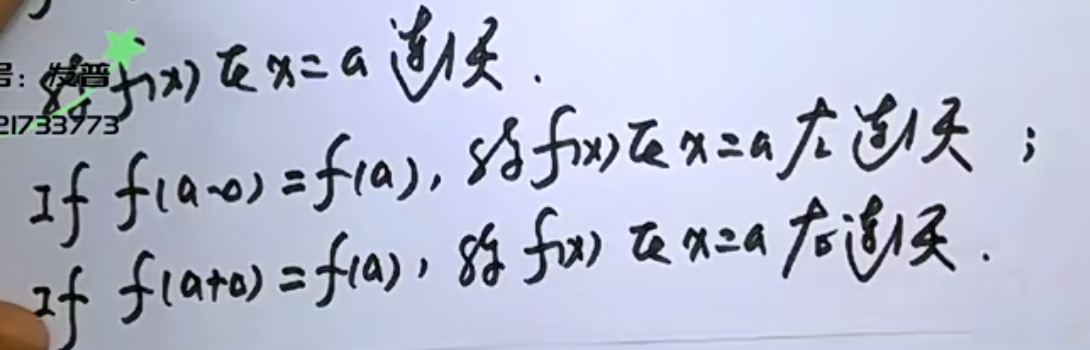 称 f(x) 在 x = a 连续.
号: 发普
21733773
If f(a-0) = f(a), 称 f(x) 在 x = a 左连续 ;
If f(a+0) = f(a), 称 f(x) 在 x = a 右连续.